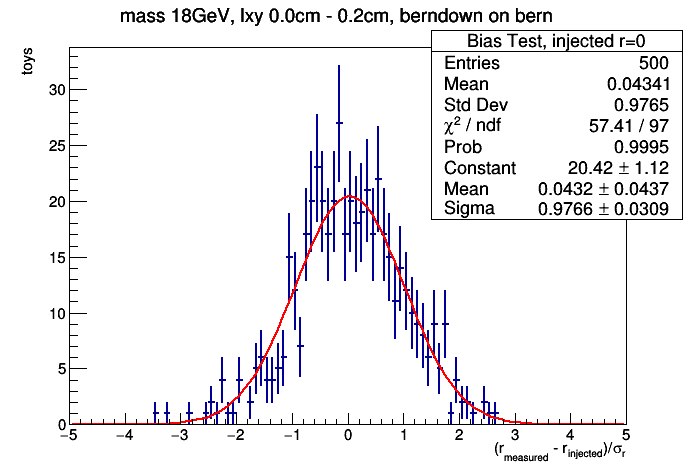 mass 18GeV, lxy 0.0cm - 0.2cm, berndown on bern
Bias Test, injected r=0
Entries 500
Mean 0.04341
Std Dev 0.9765
χ² / ndf 57.41 / 97
Prob 0.9995
Constant 20.42 ± 1.12
Mean 0.0432 ± 0.0437
Sigma 0.9766 ± 0.0309
toys
30
25
20
15
10
5
0
−5 −4 −3 −2 −1 0 1 2 3 4 5
(r_measured - r_injected)/σ_r